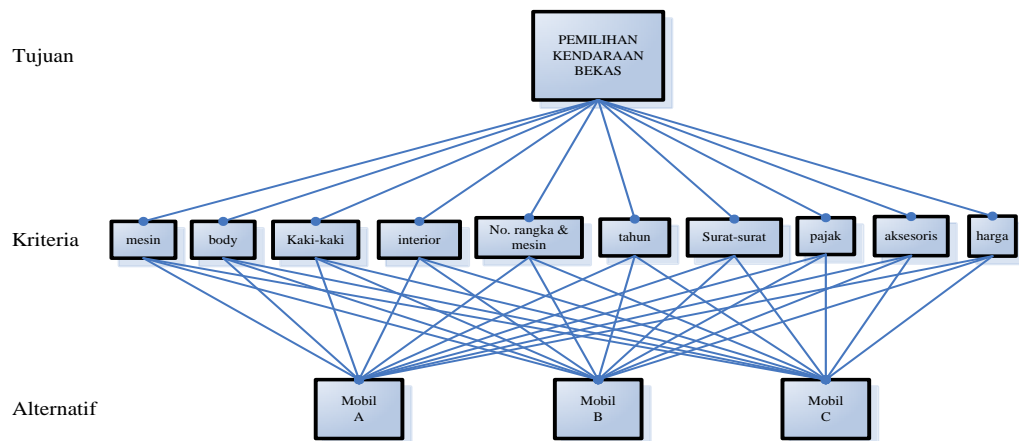 Tujuan
PEMILIHAN
KENDARAAN
BEKAS
Kriteria
mesin
body
Kaki-kaki
interior
No. rangka &
mesin
tahun
Surat-surat
pajak
aksesoris
harga
Alternatif
Mobil
A
Mobil
B
Mobil
C